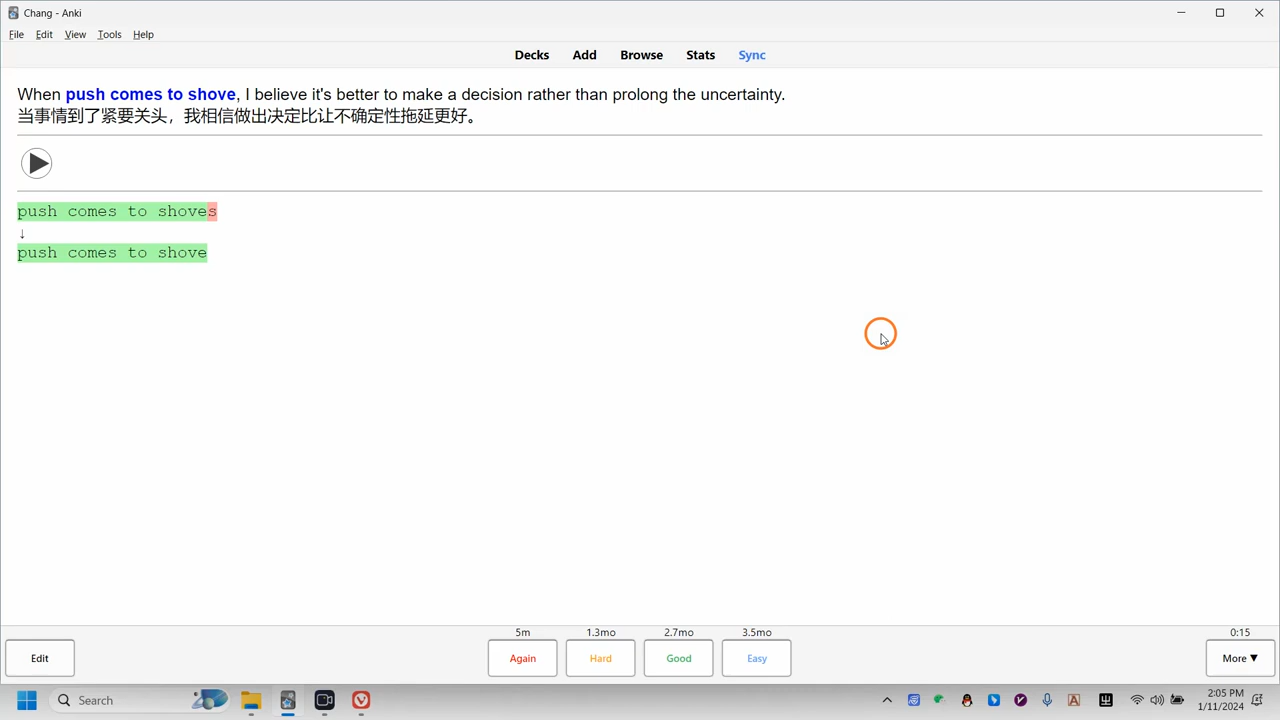 Chang - Anki
File Edit View Tools Help
Decks Add Browse Stats Sync
When push comes to shove, I believe it's better to make a decision rather than prolong the uncertainty.
当事情到了紧要关头，我相信做出决定比让不确定性拖延更好。
push comes to shoves
↓
push comes to shove
5m 1.3mo 2.7mo 3.5mo 0:15
Edit Again Hard Good Easy More ▼
Search
2:05 PM
1/11/2024